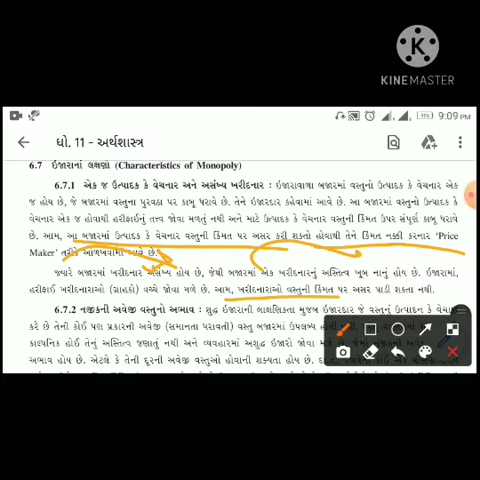 KINEMASTER
9:09 PM
ધો. 11 - અર્થશાસ્ત્ર
6.7 ઇજારાનાં લક્ષણો (Characteristics of Monopoly)
6.7.1 એક જ ઉત્પાદક કે વેચનાર અને અસંખ્ય ખરીદનાર : ઇજારાવાળા બજારમાં વસ્તુનો ઉત્પાદક કે વેચનાર એક
જ હોય છે, જે બજારમાં વસ્તુના પુરવઠા પર કાબૂ ધરાવે છે. તેને ઇજારદાર કહેવામાં આવે છે. આ બજારમાં વસ્તુનો ઉત્પાદક કે
વેચનાર એક જ હોવાથી હરીફાઈનું તત્ત્વ જોવા મળતું નથી અને માટે ઉત્પાદક કે વેચનાર વસ્તુની કિંમત ઉપર સંપૂર્ણ કાબૂ ધરાવે
છે. આમ, આ બજારમાં ઉત્પાદક કે વેચનાર વસ્તુની કિંમત પર અસર કરી શકતો હોવાથી તેને કિંમત નક્કી કરનાર ‘Price
Maker’ તરીકે ઓળખવામાં આવે છે.
જ્યારે બજારમાં ખરીદનાર અસંખ્ય હોય છે, જેથી બજારમાં એક ખરીદનારનું અસ્તિત્વ ખૂબ નાનું હોય છે. ઇજારામાં,
હરીફાઈ ખરીદનારાઓ (ગ્રાહકો) વચ્ચે જોવા મળે છે. આમ, ખરીદનારાઓ વસ્તુની કિંમત પર અસર પાડી શકતા નથી.
6.7.2 નજીકની અવેજી વસ્તુનો અભાવ : શુદ્ધ ઇજારાની લાક્ષણિકતા મુજબ ઇજારદાર જે વસ્તુનું ઉત્પાદન કે વેચાણ
કરે છે તેની કોઈ પણ પ્રકારની અવેજી (સમાનતા ધરાવતી) વસ્તુ બજારમાં ઉપલબ્ધ હોતી
કાલ્પનિક હોઈ તેનું અસ્તિત્વ જણાતું નથી અને વ્યવહારમાં અશુદ્ધ ઇજારો જોવા મળે છે.
અભાવ હોય છે. એટલે કે તેની દૂરની અવેજી વસ્તુઓ હોવાની શક્યતા હોય છે.